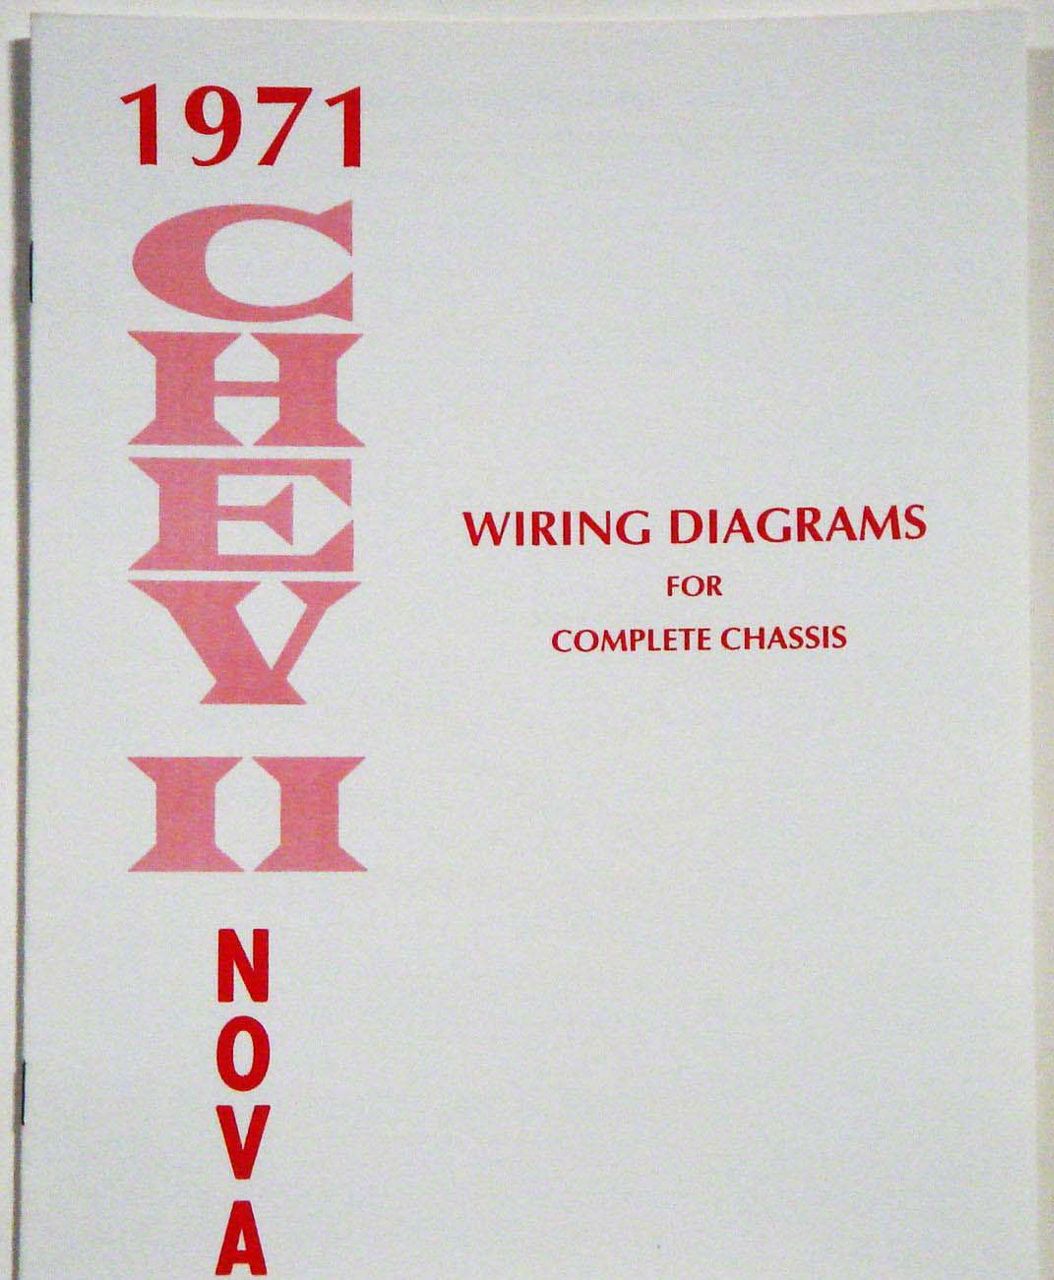 1971
CHEV II
NOVA
WIRING DIAGRAMS
FOR
COMPLETE CHASSIS